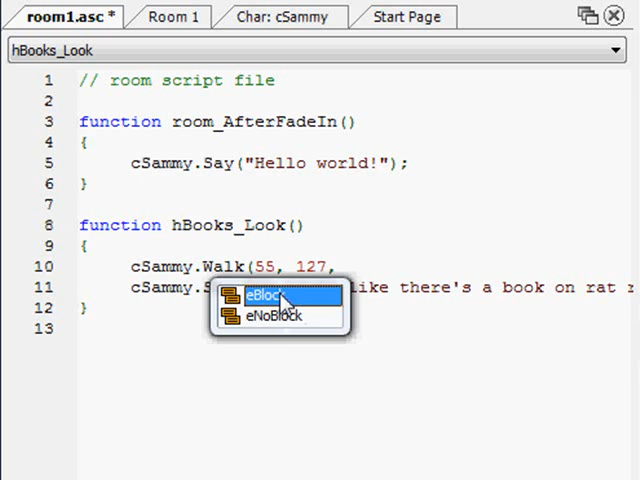 room1.asc * Room 1 Char: cSammy Start Page
hBooks_Look
1 // room script file
2
3 function room_AfterFadeIn()
4 {
5 cSammy.Say("Hello world!");
6 }
7
8 function hBooks_Look()
9 {
10 cSammy.Walk(55, 127,
11 cSammy.S like there's a book on rat
eBlock
12 }
eNoBlock
13